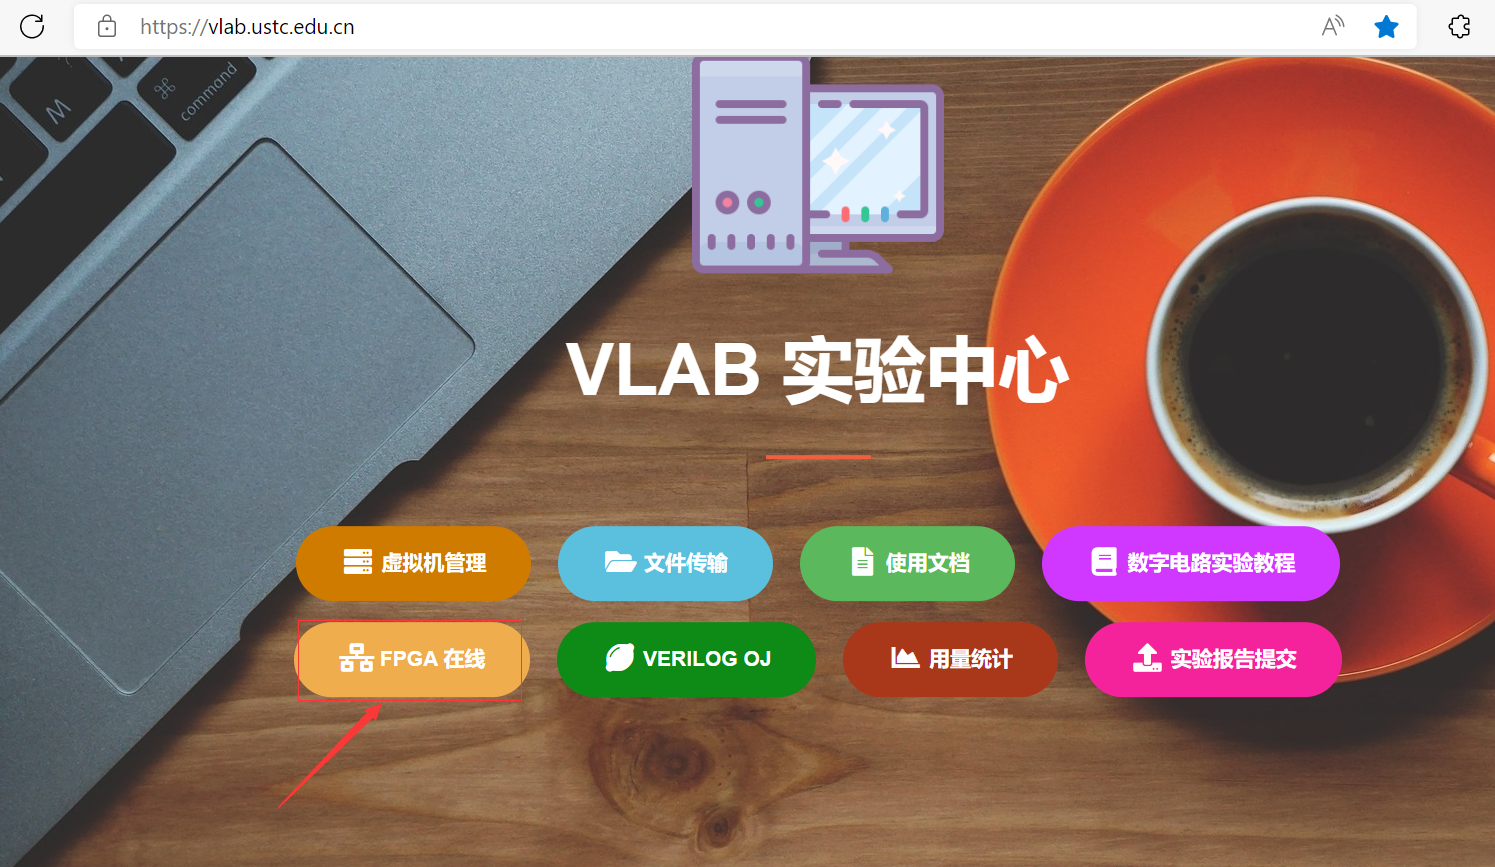 https://vlab.ustc.edu.cn
W
⌘
command
VLAB 实验中心
虚拟机管理
文件传输
使用文档
数字电路实验教程
FPGA 在线
VERILOG OJ
用量统计
实验报告提交